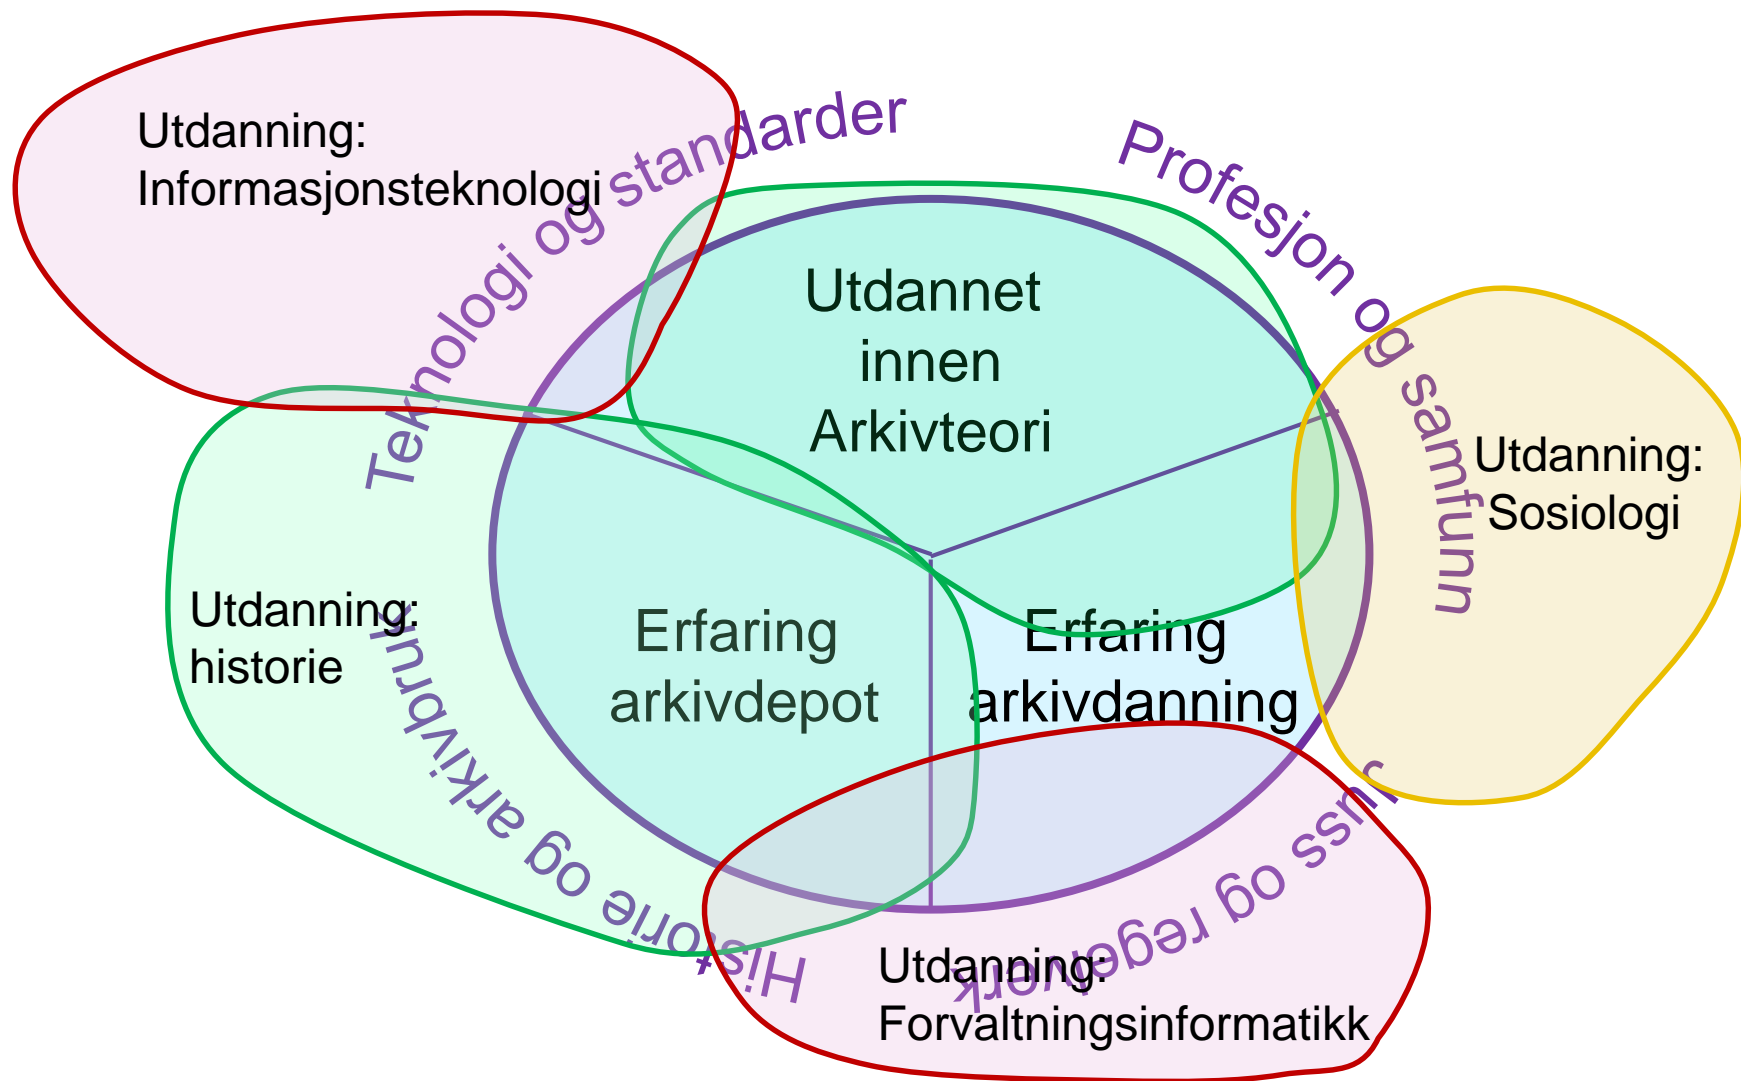 Utdanning:
Informasjonsteknologi
Teknologi og standarder
Profesjon og samfunn
Utdannet
innen
Arkivteori
Utdanning:
Sosiologi
Utdanning:
historie
Erfaring
arkivdepot
Erfaring
arkivdanning
Historie og arkivbruk
Juss og regelverk
Utdanning:
Forvaltningsinformatikk